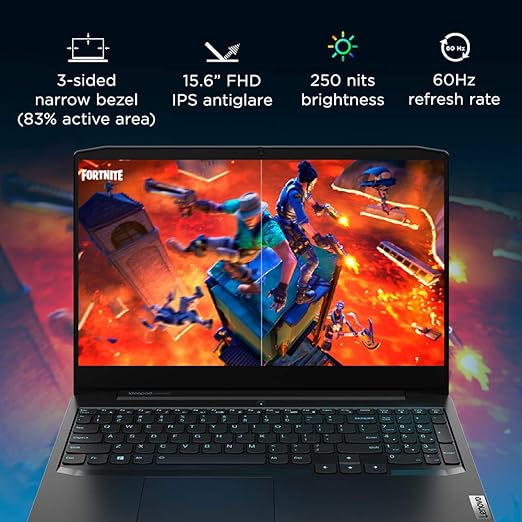 60 Hz
3-sided
narrow bezel
(83% active area)
15.6” FHD
IPS antiglare
250 nits
brightness
60Hz
refresh rate
FORTNITE
ideapad
Lenovo